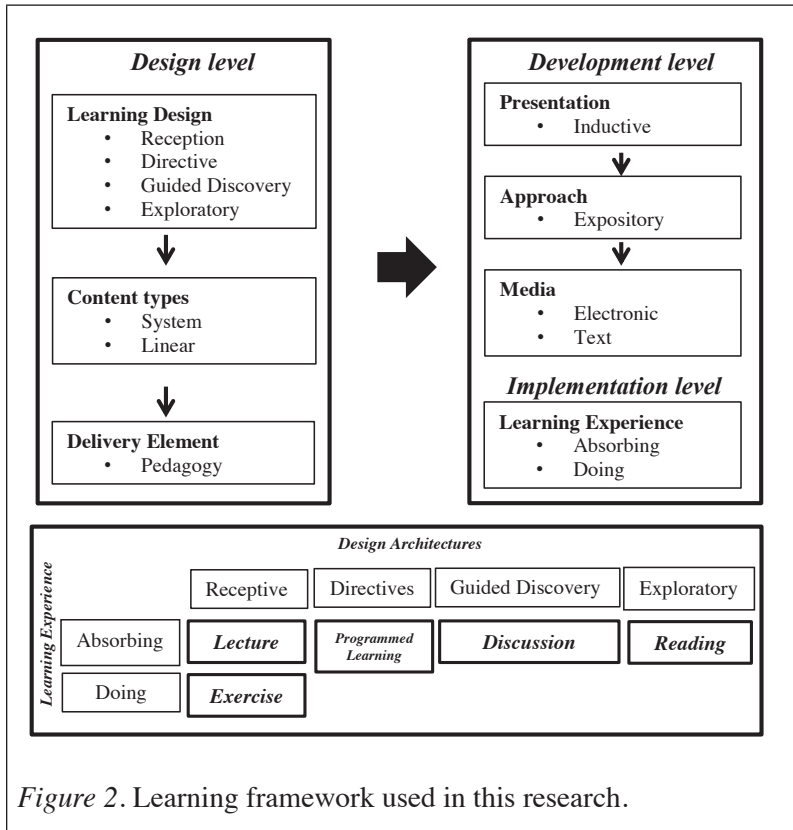 Design level
Learning Design
• Reception
• Directive
• Guided Discovery
• Exploratory
Content types
• System
• Linear
Delivery Element
• Pedagogy
Development level
Presentation
• Inductive
Approach
• Expository
Media
• Electronic
• Text
Implementation level
Learning Experience
• Absorbing
• Doing
Design Architectures
Learning Experience
Receptive Directives Guided Discovery Exploratory
Absorbing Lecture Programmed Learning Discussion Reading
Doing Exercise
Figure 2. Learning framework used in this research.